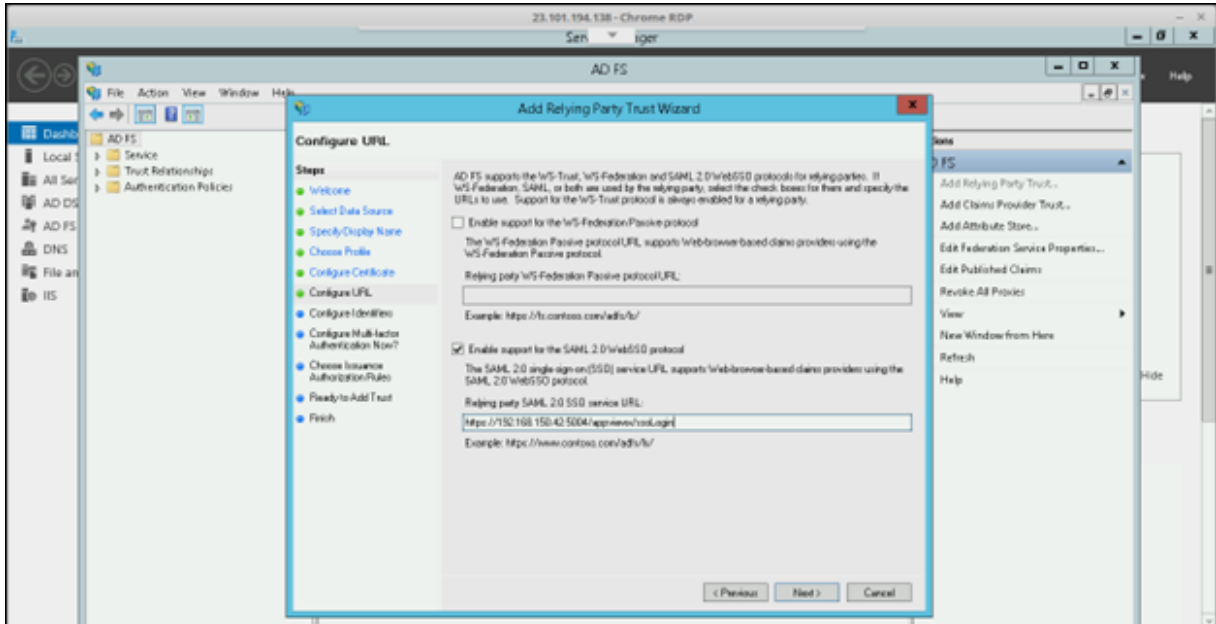 23.101.194.138 - Chrome RDP
AD FS
File Action View Window Help
Add Relying Party Trust Wizard
Help
Configure URL
Steps
Welcome
Select Data Source
Specify Display Name
Choose Profile
Configure Certificate
Configure URL
Configure Identifiers
Configure Multi-factor
Authentication Now?
Choose Issuance
Authorization Rules
Ready to Add Trust
Finish
AD FS supports the WS-Trust, WS-Federation and SAML 2.0 WebSSO protocols for relying parties. If
WS-Federation, SAML, or both are used by the relying party, select the check boxes for them and specify the
URLs to use. Support for the WS-Trust protocol is always enabled for a relying party.
Enable support for the WS-Federation Passive protocol
The WS-Federation Passive protocol URL supports Web-browser-based claims providers using the
WS-Federation Passive protocol.
Relying party WS-Federation Passive protocol URL:
Example: https://fs.contoso.com/adfs/ls/
Enable support for the SAML 2.0 WebSSO protocol
The SAML 2.0 single-sign-on (SSO) service URL supports Web-browser-based claims providers using the
SAML 2.0 WebSSO protocol.
Relying party SAML 2.0 SSO service URL:
https://192.168.150.42:5004/appviewx/ssoLogin
Example: https://www.contoso.com/adfs/ls/
< Previous
Next >
Cancel
Dashb
Local S
All Ser
AD DS
AD FS
DNS
File an
IIS
AD FS
Service
Trust Relationships
Authentication Policies
ions
D FS
Add Relying Party Trust...
Add Claims Provider Trust...
Add Attribute Store...
Edit Federation Service Properties...
Edit Published Claims
Revoke All Proxies
View
New Window from Here
Refresh
Help
Hide